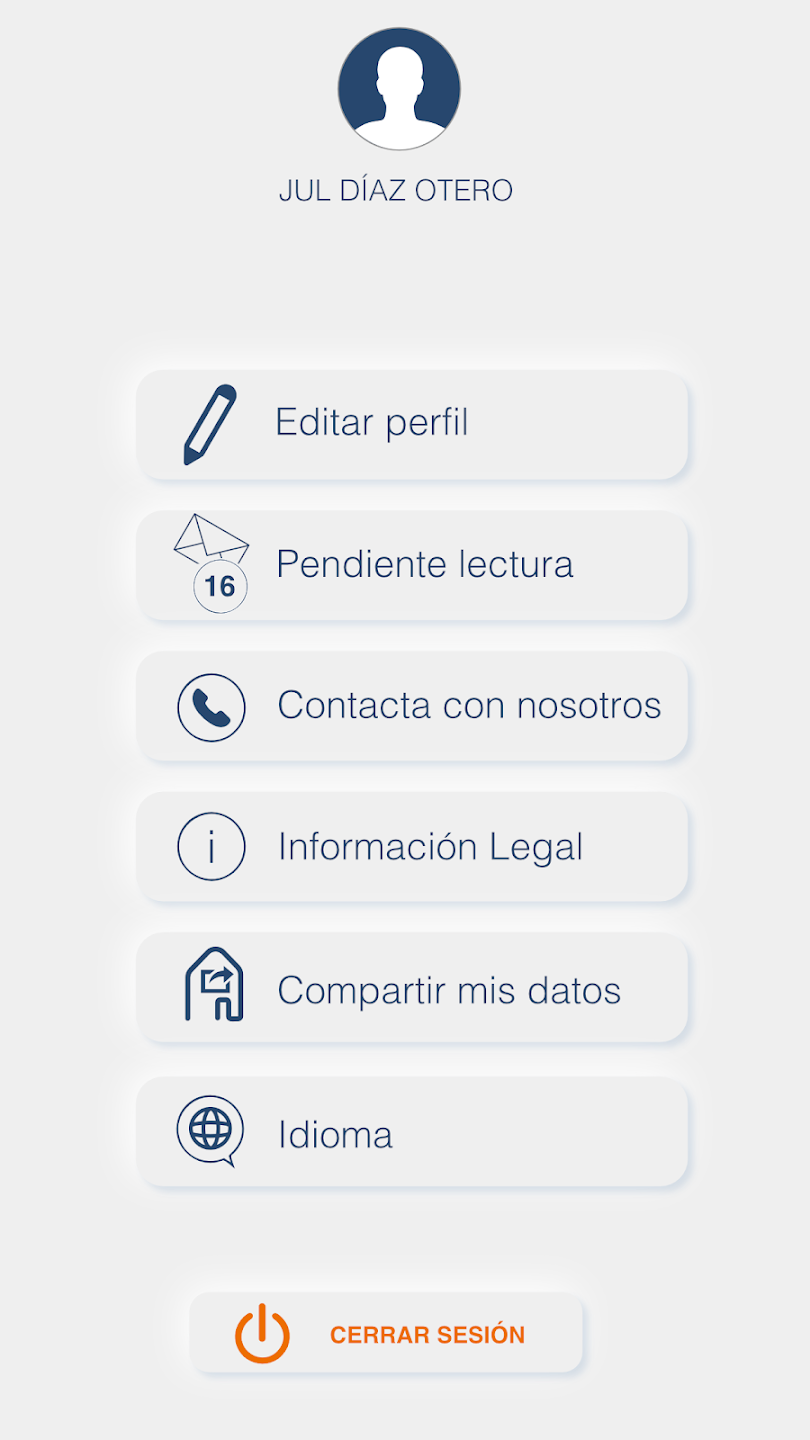 JUL DÍAZ OTERO
Editar perfil
16
Pendiente lectura
Contacta con nosotros
i
Información Legal
Compartir mis datos
Idioma
CERRAR SESIÓN